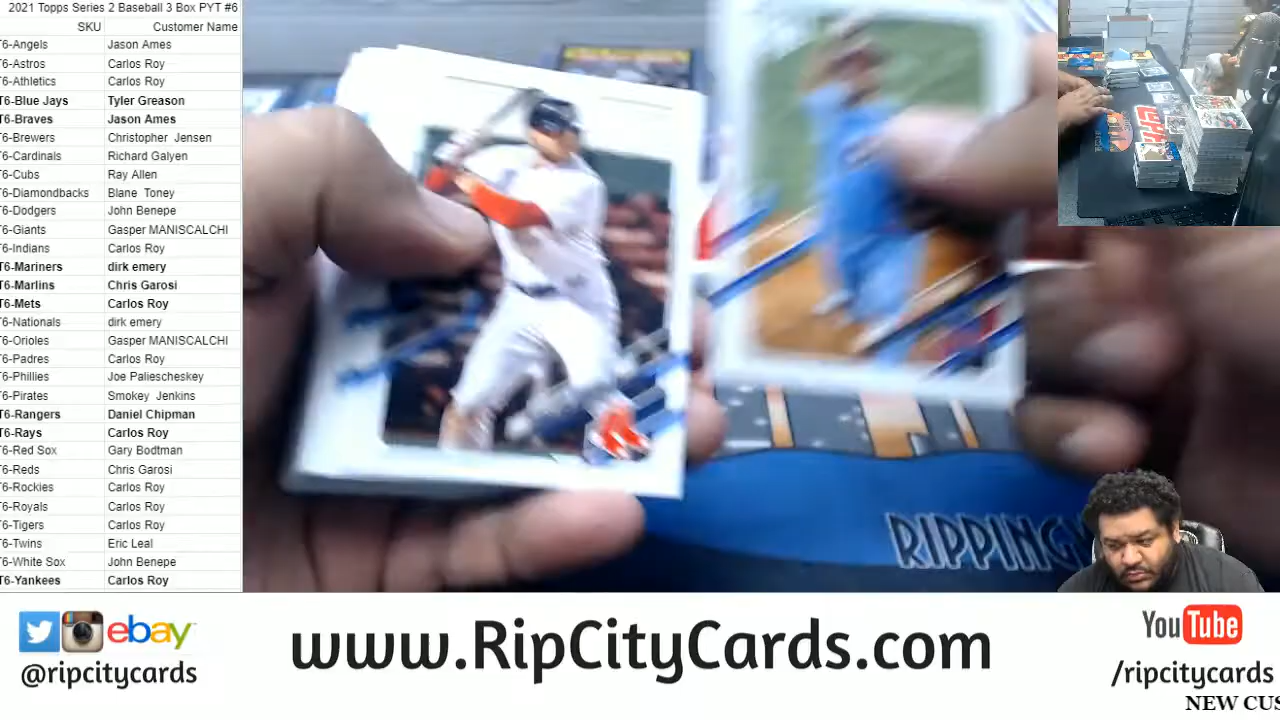 2021 Topps Series 2 Baseball 3 Box PYT #6
SKU Customer Name
T6-Angels Jason Ames
T6-Astros Carlos Roy
T6-Athletics Carlos Roy
T6-Blue Jays Tyler Greason
T6-Braves Jason Ames
T6-Brewers Christopher Jensen
T6-Cardinals Richard Galyen
T6-Cubs Ray Allen
T6-Diamondbacks Blane Toney
T6-Dodgers John Benepe
T6-Giants Gasper MANISCALCHI
T6-Indians Carlos Roy
T6-Mariners dirk emery
T6-Marlins Chris Garosi
T6-Mets Carlos Roy
T6-Nationals dirk emery
T6-Orioles Gasper MANISCALCHI
T6-Padres Carlos Roy
T6-Phillies Joe Paliescheskey
T6-Pirates Smokey Jenkins
T6-Rangers Daniel Chipman
T6-Rays Carlos Roy
T6-Red Sox Gary Bodtman
T6-Reds Chris Garosi
T6-Rockies Carlos Roy
T6-Royals Carlos Roy
T6-Tigers Carlos Roy
T6-Twins Eric Leal
T6-White Sox John Benepe
T6-Yankees Carlos Roy
RIPPING
ebay
@ripcitycards
www.RipCityCards.com
YouTube
/ripcitycards
NEW CUS